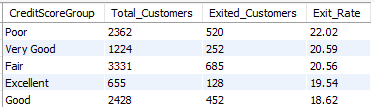 CreditScoreGroup Total_Customers Exited_Customers Exit_Rate
Poor 2362 520 22.02
Very Good 1224 252 20.59
Fair 3331 685 20.56
Excellent 655 128 19.54
Good 2428 452 18.62